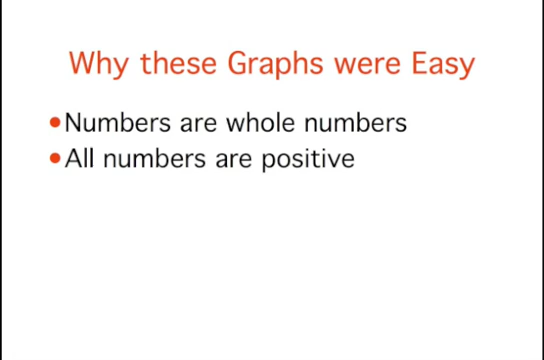 Why these Graphs were Easy
•Numbers are whole numbers
•All numbers are positive